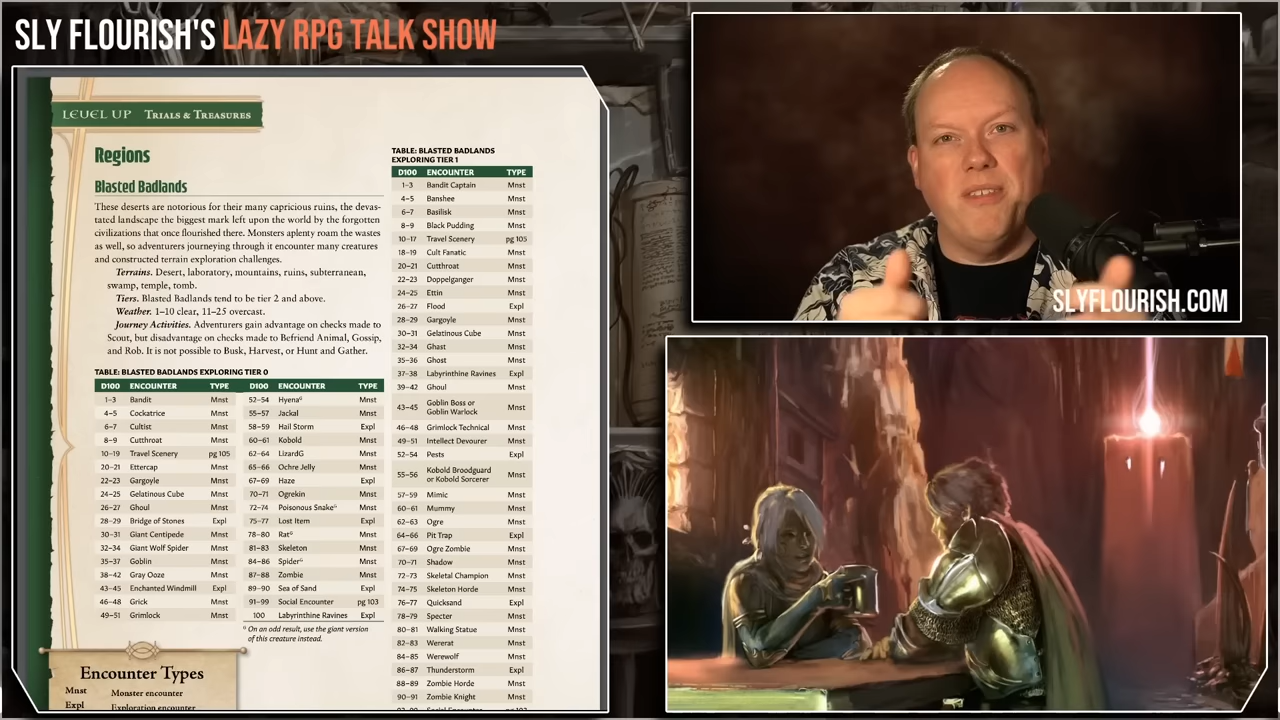 SLY FLOURISH'S LAZY RPG TALK SHOW
LEVEL UP TRIALS & TREASURES
Regions
Blasted Badlands
These deserts are notorious for their many capricious ruins, the devas-
tated landscape the biggest mark left upon the world by the forgotten
civilizations that once flourished there. Monsters aplenty roam the wastes
as well, so adventurers journeying through it encounter many creatures
and constructed terrain exploration challenges.
Terrains. Desert, laboratory, mountains, ruins, subterranean,
swamp, temple, tomb.
Tiers. Blasted Badlands tend to be tier 2 and above.
Weather. 1–10 clear, 11–25 overcast.
Journey Activities. Adventurers gain advantage on checks made to
Scout, but disadvantage on checks made to Befriend Animal, Gossip,
and Rob. It is not possible to Busk, Harvest, or Hunt and Gather.
TABLE: BLASTED BADLANDS EXPLORING TIER 0
D100 ENCOUNTER TYPE
1–3 Bandit Mnst
4–5 Cockatrice Mnst
6–7 Cultist Mnst
8–9 Cutthroat Mnst
10–19 Travel Scenery pg 105
20–21 Ettercap Mnst
22–23 Gargoyle Mnst
24–25 Gelatinous Cube Mnst
26–27 Ghoul Mnst
28–29 Bridge of Stones Expl
30–31 Giant Centipede Mnst
32–34 Giant Wolf Spider Mnst
35–37 Goblin Mnst
38–42 Gray Ooze Mnst
43–45 Enchanted Windmill Expl
46–48 Grick Mnst
49–51 Grimlock Mnst
D100 ENCOUNTER TYPE
52–54 HyenaG Mnst
55–57 Jackal Mnst
58–59 Hail Storm Expl
60–61 Kobold Mnst
62–64 LizardG Mnst
65–66 Ochre Jelly Mnst
67–69 Haze Expl
70–71 Ogrekin Mnst
72–74 Poisonous SnakeG Mnst
75–77 Lost Item Expl
78–80 RatG Mnst
81–83 Skeleton Mnst
84–86 SpiderG Mnst
87–88 Zombie Mnst
89–90 Sea of Sand Expl
91–99 Social Encounter pg 103
100 Labyrinthine Ravines Expl
G On an odd result, use the giant version
of this creature instead.
Encounter Types
Mnst Monster encounter
Expl Exploration encounter
TABLE: BLASTED BADLANDS
EXPLORING TIER 1
D100 ENCOUNTER TYPE
1–3 Bandit Captain Mnst
4–5 Banshee Mnst
6–7 Basilisk Mnst
8–9 Black Pudding Mnst
10–17 Travel Scenery pg 105
18–19 Cult Fanatic Mnst
20–21 Cutthroat Mnst
22–23 Doppelganger Mnst
24–25 Ettin Mnst
26–27 Flood Expl
28–29 Gargoyle Mnst
30–31 Gelatinous Cube Mnst
32–34 Ghast Mnst
35–36 Ghost Mnst
37–38 Labyrinthine Ravines Expl
39–42 Ghoul Mnst
43–45 Goblin Boss or
Goblin Warlock Mnst
46–48 Grimlock Technical Mnst
49–51 Intellect Devourer Mnst
52–54 Pests Expl
55–56 Kobold Broodguard
or Kobold Sorcerer Mnst
57–59 Mimic Mnst
60–61 Mummy Mnst
62–63 Ogre Mnst
64–66 Pit Trap Expl
67–69 Ogre Zombie Mnst
70–71 Shadow Mnst
72–73 Skeletal Champion Mnst
74–75 Skeleton Horde Mnst
76–77 Quicksand Expl
78–79 Specter Mnst
80–81 Walking Statue Mnst
82–83 Wererat Mnst
84–85 Werewolf Mnst
86–87 Thunderstorm Expl
88–89 Zombie Horde Mnst
90–91 Zombie Knight Mnst
SLYFLOURISH.COM